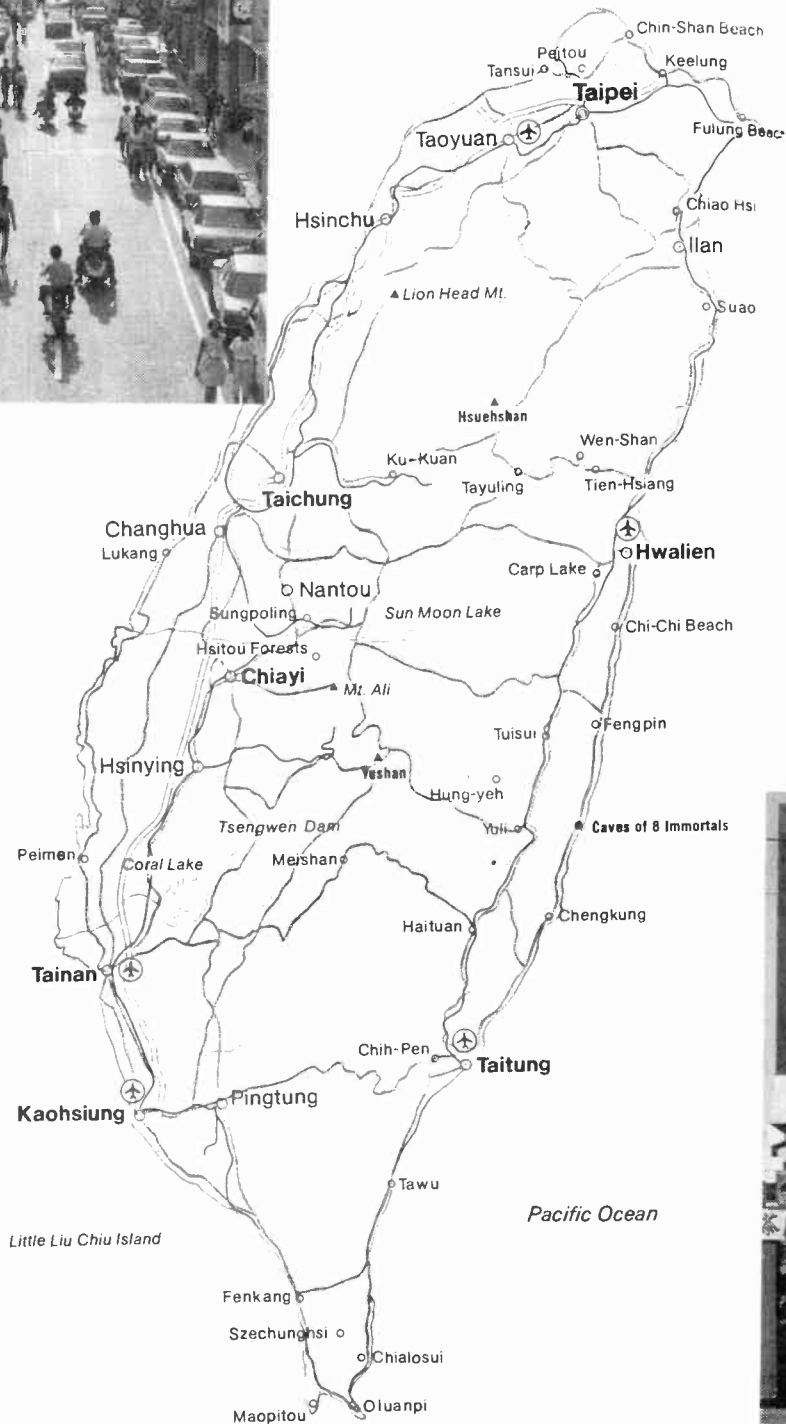 Chin-Shan Beach
Peitou
Keelung
Tansui
Taipei
Fulung Beac
Taoyuan
Chiao Hsi
Hsinchu
Ilan
Lion Head Mt.
Suao
Hsuehshan
Wen-Shan
Ku-Kuan
Tayuling
Tien-Hsiang
Taichung
Changhua
Lukang
Hwalien
Carp Lake
Nantou
Sungpoling
Sun Moon Lake
Chi-Chi Beach
Hsitou Forests
Chiayi
Mt. Ali
Fengpin
Tuisui
Hsinying
Yushan
Hung-yeh
Tsengwen Dam
Yuli
Caves of 8 Immortals
Peimen
Coral Lake
Meishan
Haituan
Chengkung
Tainan
Chih-Pen
Taitung
Kaohsiung
Pingtung
Tawu
Pacific Ocean
Little Liu Chiu Island
Fenkang
Szechunghsi
Chialosui
Maopitou
Oluanpi